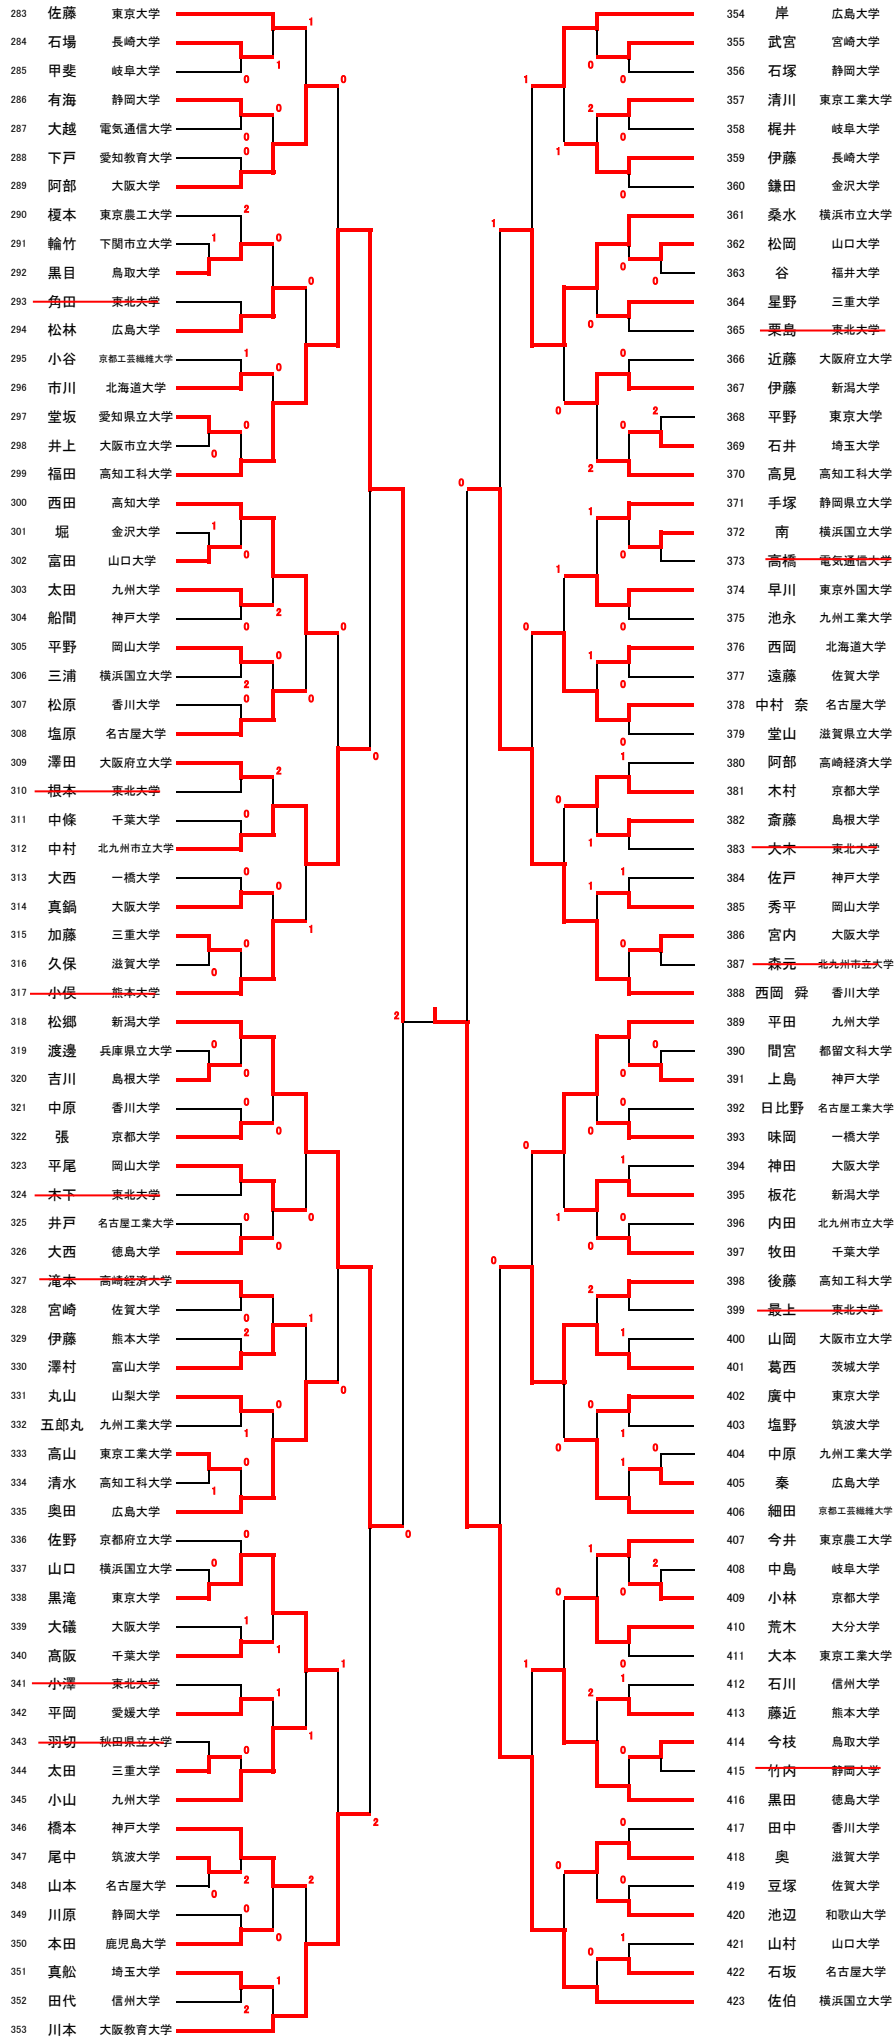 283 佐藤 東京大学
284 石場 長崎大学
285 甲斐 岐阜大学
286 有海 静岡大学
287 大越 電気通信大学
288 下戸 愛知教育大学
289 阿部 大阪大学
290 榎本 東京農工大学
291 輪竹 下関市立大学
292 黒目 鳥取大学
293 角田 東北大学
294 松林 広島大学
295 小谷 京都工芸繊維大学
296 市川 北海道大学
297 堂坂 愛知県立大学
298 井上 大阪市立大学
299 福田 高知工科大学
300 西田 高知大学
301 堀 金沢大学
302 富田 山口大学
303 太田 九州大学
304 船間 神戸大学
305 平野 岡山大学
306 三浦 横浜国立大学
307 松原 香川大学
308 塩原 名古屋大学
309 澤田 大阪府立大学
310 根本 東北大学
311 中條 千葉大学
312 中村 北九州市立大学
313 大西 一橋大学
314 真鍋 大阪大学
315 加藤 三重大学
316 久保 滋賀大学
317 小俣 熊本大学
318 松郷 新潟大学
319 渡邊 兵庫県立大学
320 吉川 島根大学
321 中原 香川大学
322 張 京都大学
323 平尾 岡山大学
324 木下 東北大学
325 井戸 名古屋工業大学
326 大西 徳島大学
327 滝本 高崎経済大学
328 宮崎 佐賀大学
329 伊藤 熊本大学
330 澤村 富山大学
331 丸山 山梨大学
332 五郎丸 九州工業大学
333 高山 東京工業大学
334 清水 高知工科大学
335 奥田 広島大学
336 佐野 京都府立大学
337 山口 横浜国立大学
338 黒滝 東京大学
339 大礒 大阪大学
340 高阪 千葉大学
341 小澤 東北大学
342 平岡 愛媛大学
343 羽切 秋田県立大学
344 太田 三重大学
345 小山 九州大学
346 橋本 神戸大学
347 尾中 筑波大学
348 山本 名古屋大学
349 川原 静岡大学
350 本田 鹿児島大学
351 真舩 埼玉大学
352 田代 信州大学
353 川本 大阪教育大学
354 岸 広島大学
355 武宮 宮崎大学
356 石塚 静岡大学
357 清川 東京工業大学
358 梶井 岐阜大学
359 伊藤 長崎大学
360 鎌田 金沢大学
361 桑水 横浜市立大学
362 松岡 山口大学
363 谷 福井大学
364 星野 三重大学
365 栗島 東北大学
366 近藤 大阪府立大学
367 伊藤 新潟大学
368 平野 東京大学
369 石井 埼玉大学
370 高見 高知工科大学
371 手塚 静岡県立大学
372 南 横浜国立大学
373 高橋 電気通信大学
374 早川 東京外国大学
375 池永 九州工業大学
376 西岡 北海道大学
377 遠藤 佐賀大学
378 中村 奈 名古屋大学
379 堂山 滋賀県立大学
380 阿部 高崎経済大学
381 木村 京都大学
382 斎藤 島根大学
383 大木 東北大学
384 佐戸 神戸大学
385 秀平 岡山大学
386 宮内 大阪大学
387 森元 北九州市立大学
388 西岡 舜 香川大学
389 平田 九州大学
390 間宮 都留文科大学
391 上島 神戸大学
392 日比野 名古屋工業大学
393 味岡 一橋大学
394 神田 大阪大学
395 板花 新潟大学
396 内田 北九州市立大学
397 牧田 千葉大学
398 後藤 高知工科大学
399 最上 東北大学
400 山岡 大阪市立大学
401 葛西 茨城大学
402 廣中 東京大学
403 塩野 筑波大学
404 中原 九州工業大学
405 秦 広島大学
406 細田 京都工芸繊維大学
407 今井 東京農工大学
408 中島 岐阜大学
409 小林 京都大学
410 荒木 大分大学
411 大本 東京工業大学
412 石川 信州大学
413 藤近 熊本大学
414 今枝 鳥取大学
415 竹内 静岡大学
416 黒田 徳島大学
417 田中 香川大学
418 奥 滋賀大学
419 豆塚 佐賀大学
420 池辺 和歌山大学
421 山村 山口大学
422 石坂 名古屋大学
423 佐伯 横浜国立大学